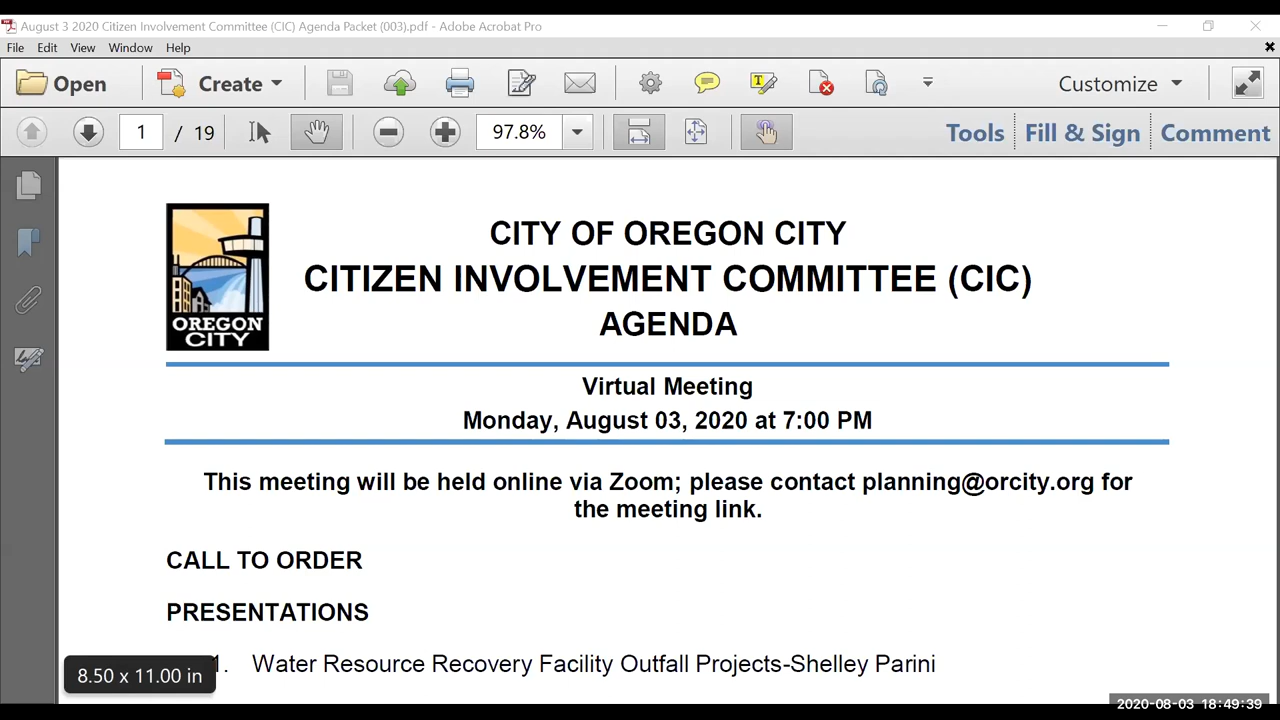 August 3 2020 Citizen Involvement Committee (CIC) Agenda Packet (003).pdf - Adobe Acrobat Pro
File Edit View Window Help
Open Create Customize
1 / 19 97.8% Tools Fill & Sign Comment
OREGON CITY
CITY OF OREGON CITY
CITIZEN INVOLVEMENT COMMITTEE (CIC)
AGENDA
Virtual Meeting
Monday, August 03, 2020 at 7:00 PM
This meeting will be held online via Zoom; please contact planning@orcity.org for
the meeting link.
CALL TO ORDER
PRESENTATIONS
1. Water Resource Recovery Facility Outfall Projects-Shelley Parini
8.50 x 11.00 in
2020-08-03 18:49:39